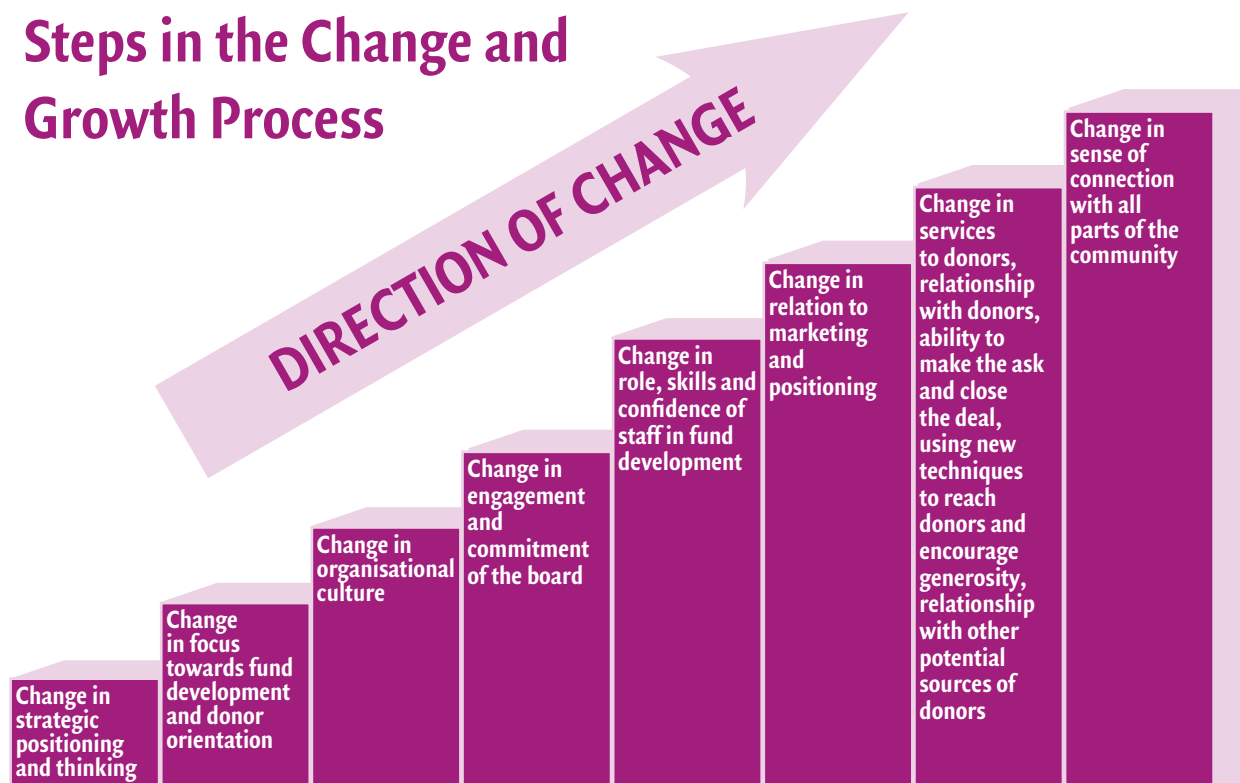 Steps in the Change and
Growth Process
DIRECTION OF CHANGE
Change in
strategic
positioning
and thinking
Change
in focus
towards fund
development
and donor
orientation
Change in
organisational
culture
Change in
engagement
and
commitment
of the board
Change in
role, skills and
confidence of
staff in fund
development
Change in
relation to
marketing
and
positioning
Change in
services
to donors,
relationship
with donors,
ability to
make the ask
and close
the deal,
using new
techniques
to reach
donors and
encourage
generosity,
relationship
with other
potential
sources of
donors
Change in
sense of
connection
with all
parts of the
community